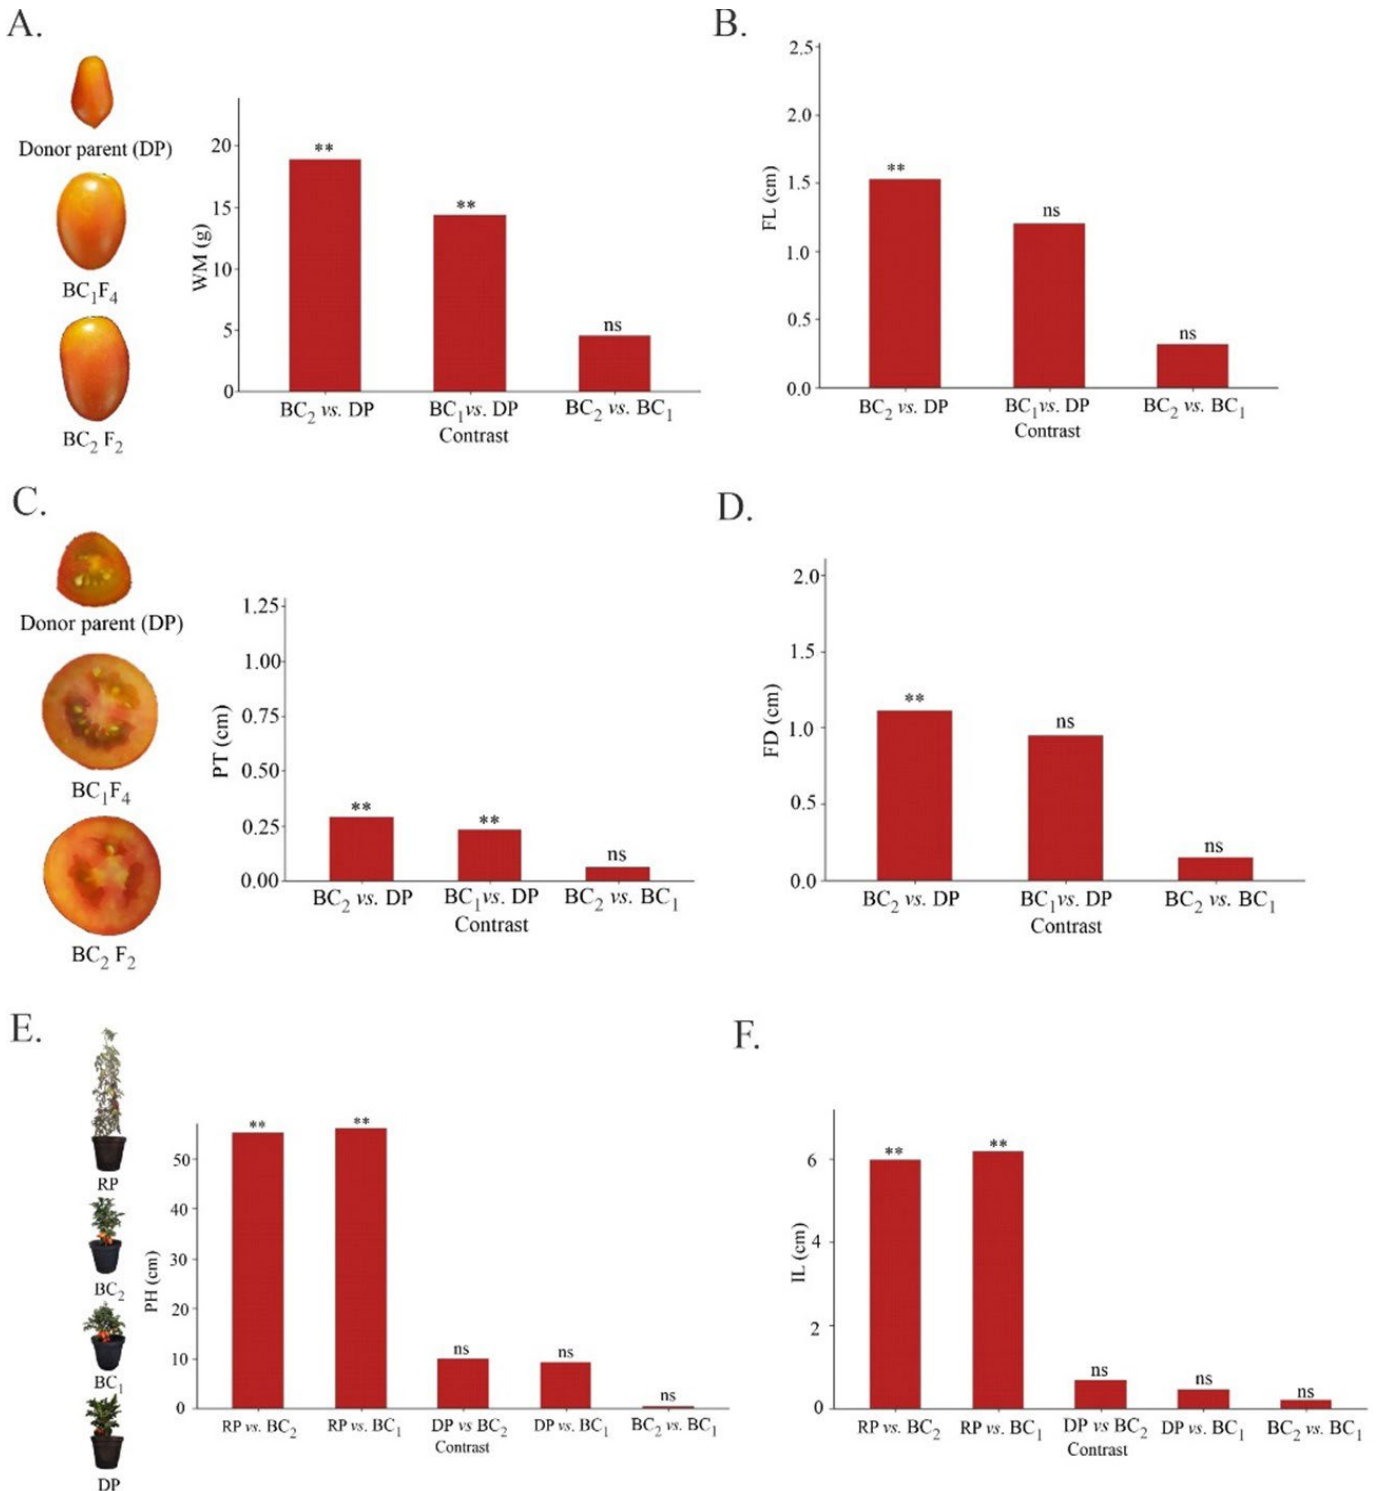 A.
Donor parent (DP)
BC1F4
BC2 F2
WM (g)
20
15
10
5
0
**
**
ns
BC2 vs. DP
BC1vs. DP
BC2 vs. BC1
Contrast
B.
FL (cm)
2.5
2.0
1.5
1.0
0.5
0.0
**
ns
ns
BC2 vs. DP
BC1vs. DP
BC2 vs. BC1
Contrast
C.
Donor parent (DP)
BC1F4
BC2 F2
PT (cm)
1.25
1.00
0.75
0.50
0.25
0.00
**
**
ns
BC2 vs. DP
BC1vs. DP
BC2 vs. BC1
Contrast
D.
FD (cm)
2.0
1.5
1.0
0.5
0.0
**
ns
ns
BC2 vs. DP
BC1 vs. DP
BC2 vs. BC1
Contrast
E.
RP
BC2
BC1
DP
PH (cm)
50
40
30
20
10
0
**
**
ns
ns
ns
RP vs. BC2
RP vs. BC1
DP vs BC2
DP vs. BC1
BC2 vs. BC1
Contrast
F.
IL (cm)
6
4
2
0
**
**
ns
ns
ns
RP vs. BC2
RP vs. BC1
DP vs BC2
DP vs. BC1
BC2 vs. BC1
Contrast